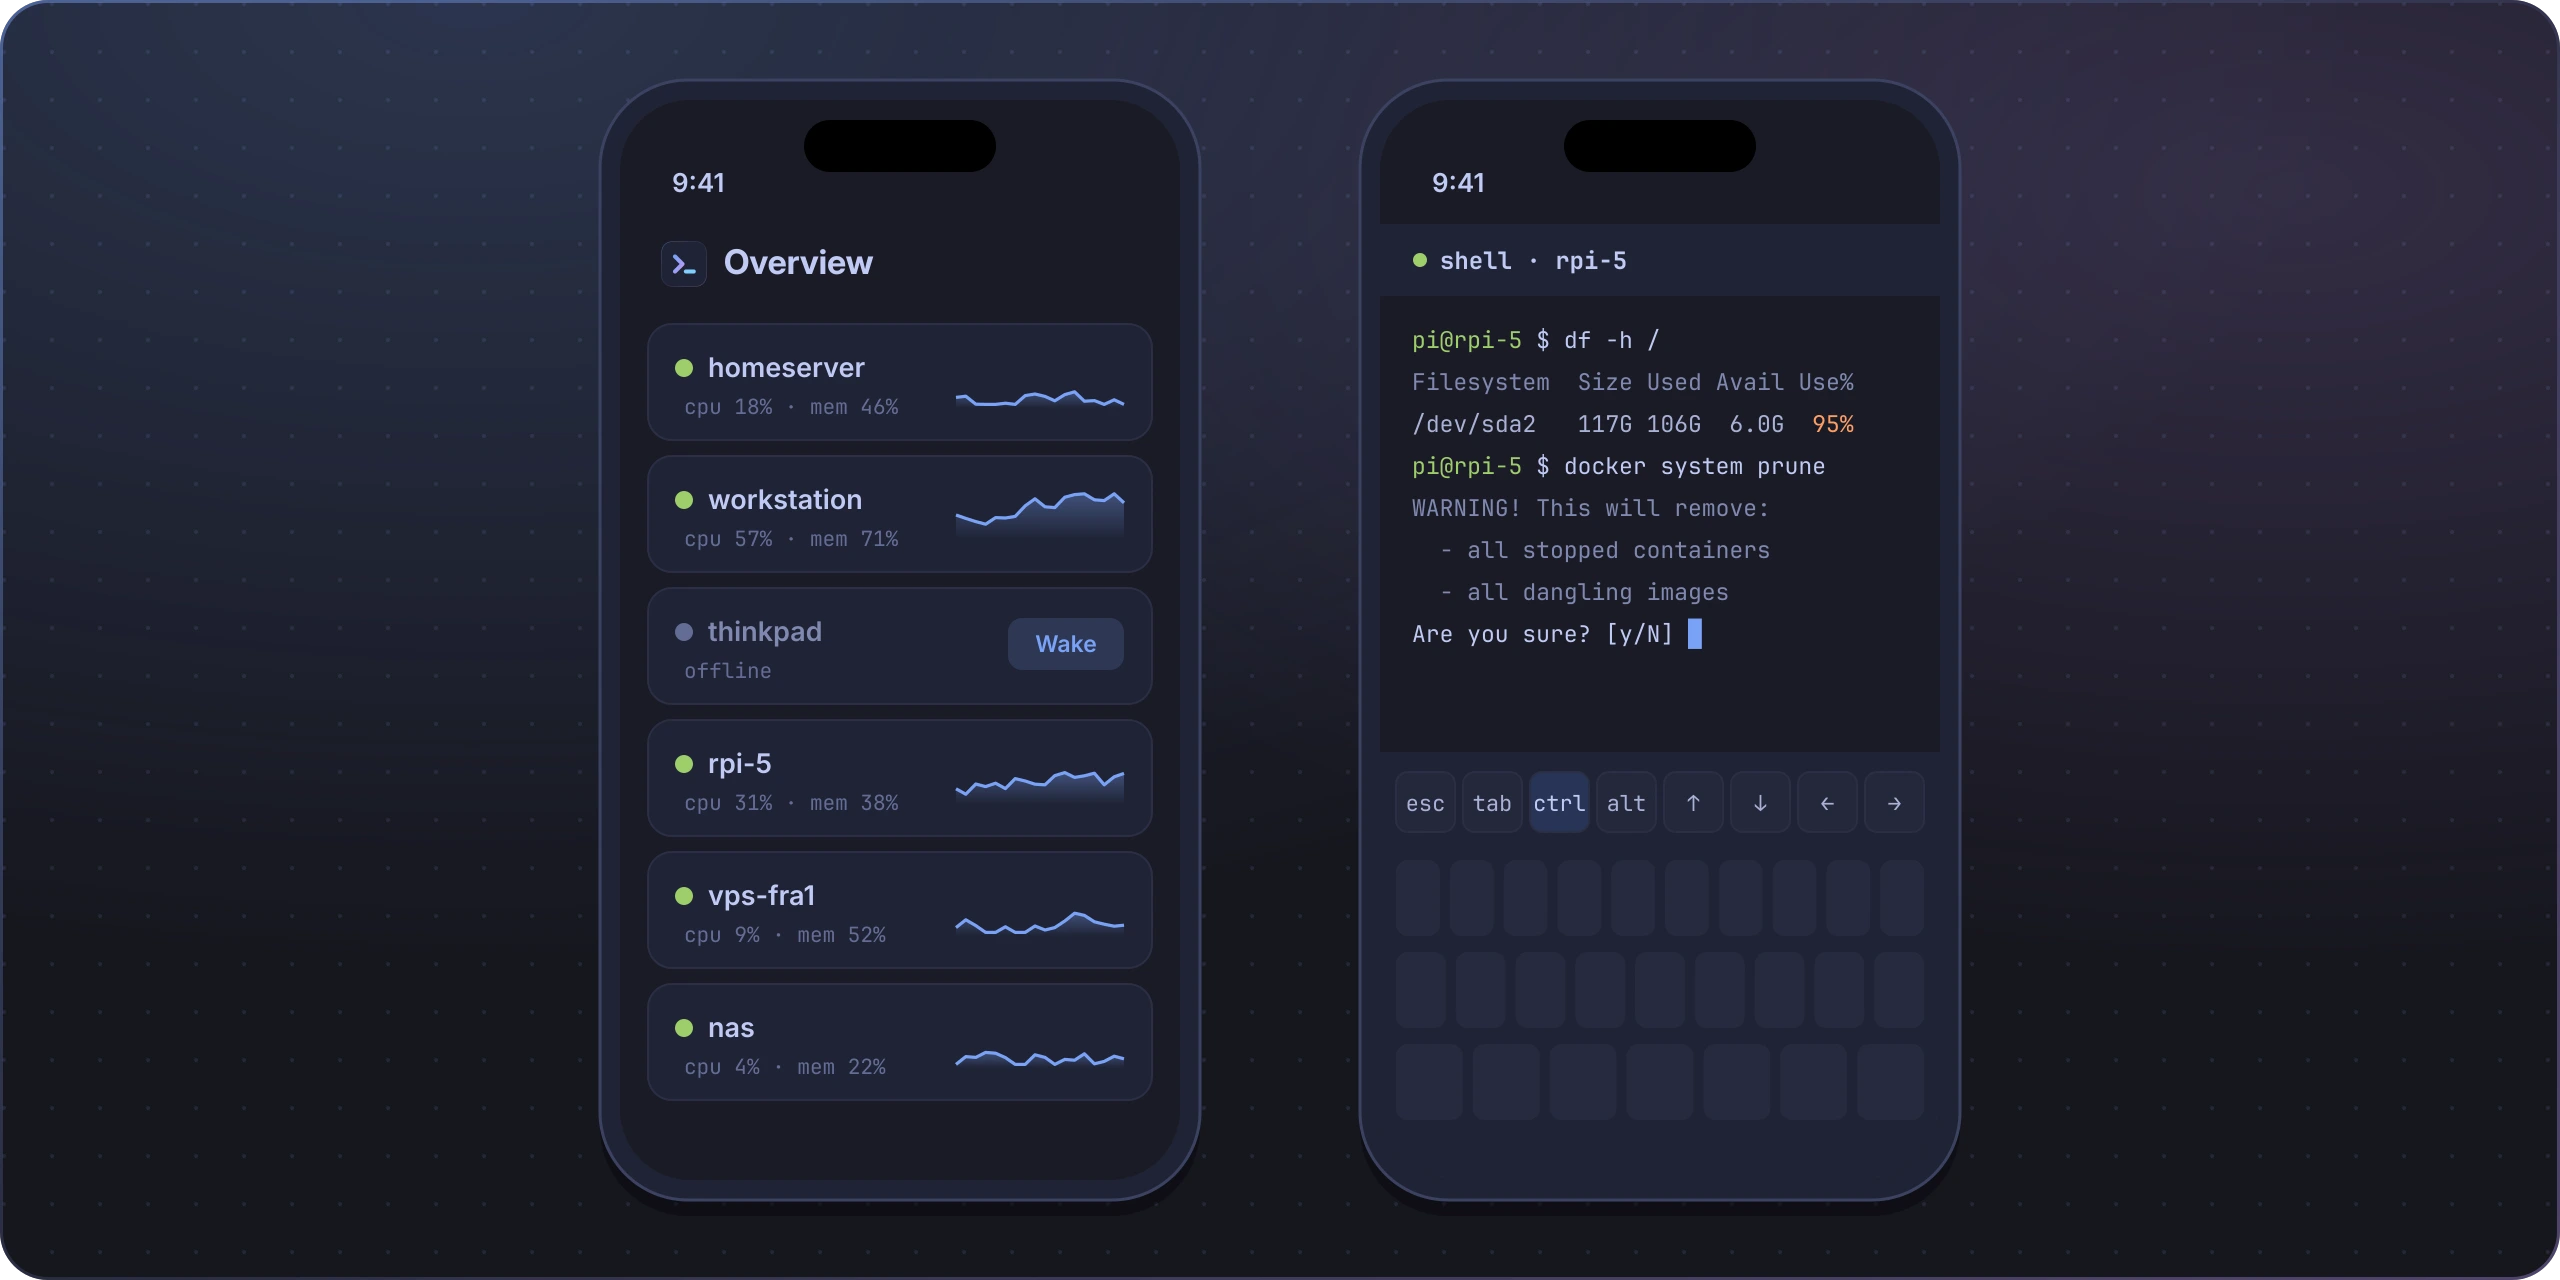 9:41
Overview
homeserver
cpu 18% · mem 46%
workstation
cpu 57% · mem 71%
thinkpad
offline
Wake
rpi-5
cpu 31% · mem 38%
vps-fra1
cpu 9% · mem 52%
nas
cpu 4% · mem 22%
9:41
shell · rpi-5
pi@rpi-5 $ df -h /
Filesystem  Size Used Avail Use%
/dev/sda2   117G 106G  6.0G  95%
pi@rpi-5 $ docker system prune
WARNING! This will remove:
  - all stopped containers
  - all dangling images
Are you sure? [y/N]
esc tab ctrl alt ↑ ↓ ← →